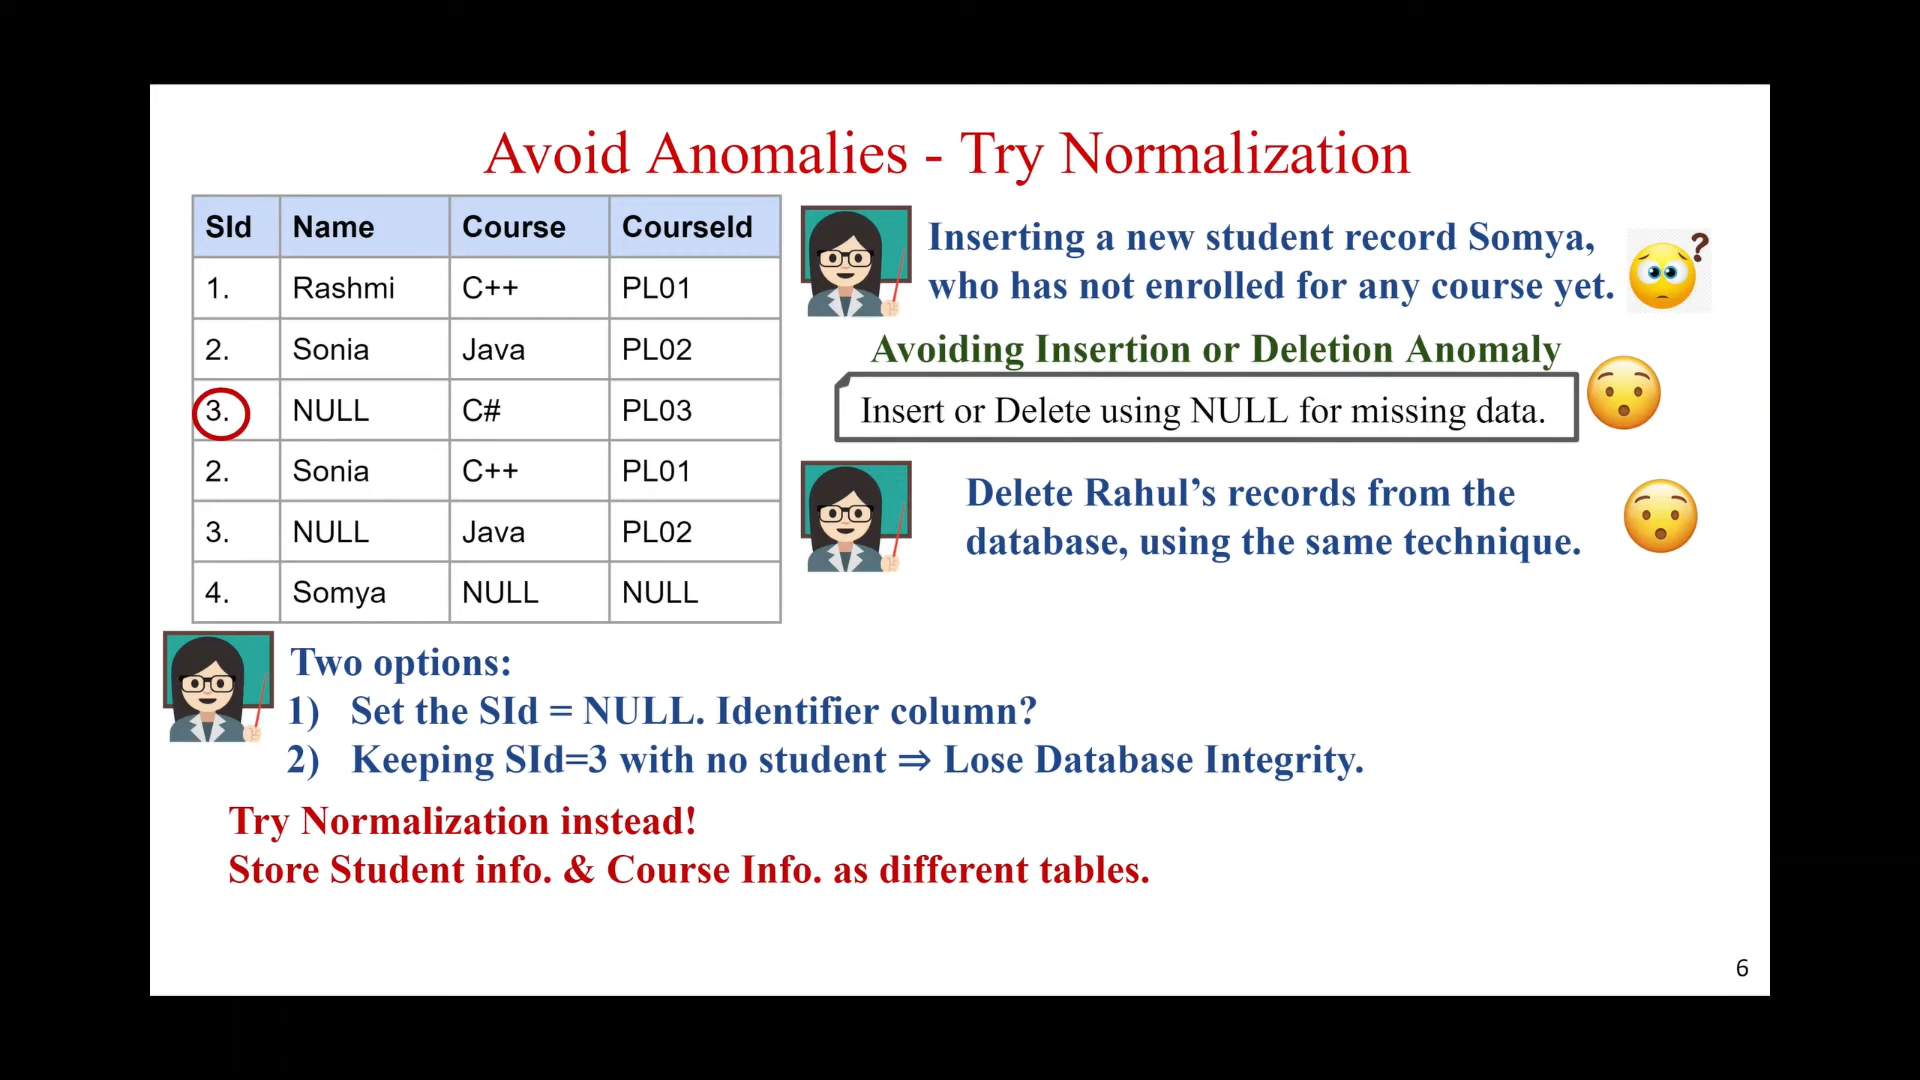 Avoid Anomalies - Try Normalization
SId Name Course CourseId
1. Rashmi C++ PL01
2. Sonia Java PL02
3. NULL C# PL03
2. Sonia C++ PL01
3. NULL Java PL02
4. Somya NULL NULL
Inserting a new student record Somya,
who has not enrolled for any course yet.
?
Avoiding Insertion or Deletion Anomaly
Insert or Delete using NULL for missing data.
Delete Rahul’s records from the
database, using the same technique.
Two options:
1) Set the SId = NULL. Identifier column?
2) Keeping SId=3 with no student ⇒ Lose Database Integrity.
Try Normalization instead!
Store Student info. & Course Info. as different tables.
6